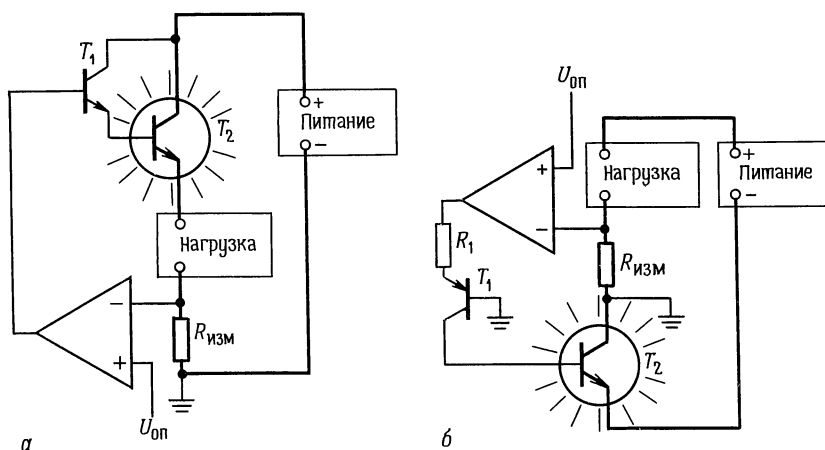 T₁
T₂
+
Питание
−
Нагрузка
−
+
Rизм
Uоп
а
Uоп
+
−
Нагрузка
+
Питание
−
R₁
T₁
Rизм
T₂
б